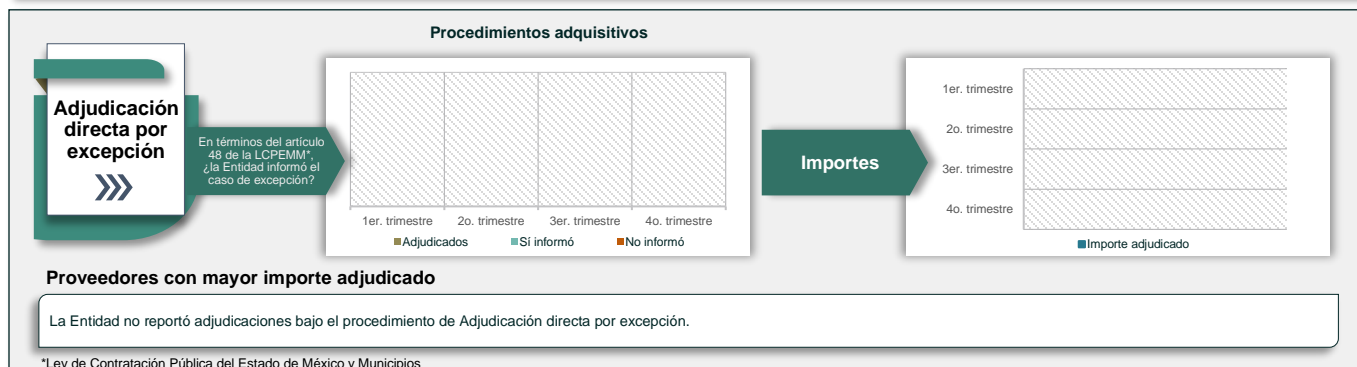 Procedimientos adquisitivos
Adjudicación
directa por
excepción
En términos del artículo
48 de la LCPEMM*,
¿la Entidad informó el
caso de excepción?
1er. trimestre 2o. trimestre 3er. trimestre 4o. trimestre
Adjudicados Sí informó No informó
Importes
1er. trimestre
2o. trimestre
3er. trimestre
4o. trimestre
Importe adjudicado
Proveedores con mayor importe adjudicado
La Entidad no reportó adjudicaciones bajo el procedimiento de Adjudicación directa por excepción.
*Ley de Contratación Pública del Estado de México y Municipios